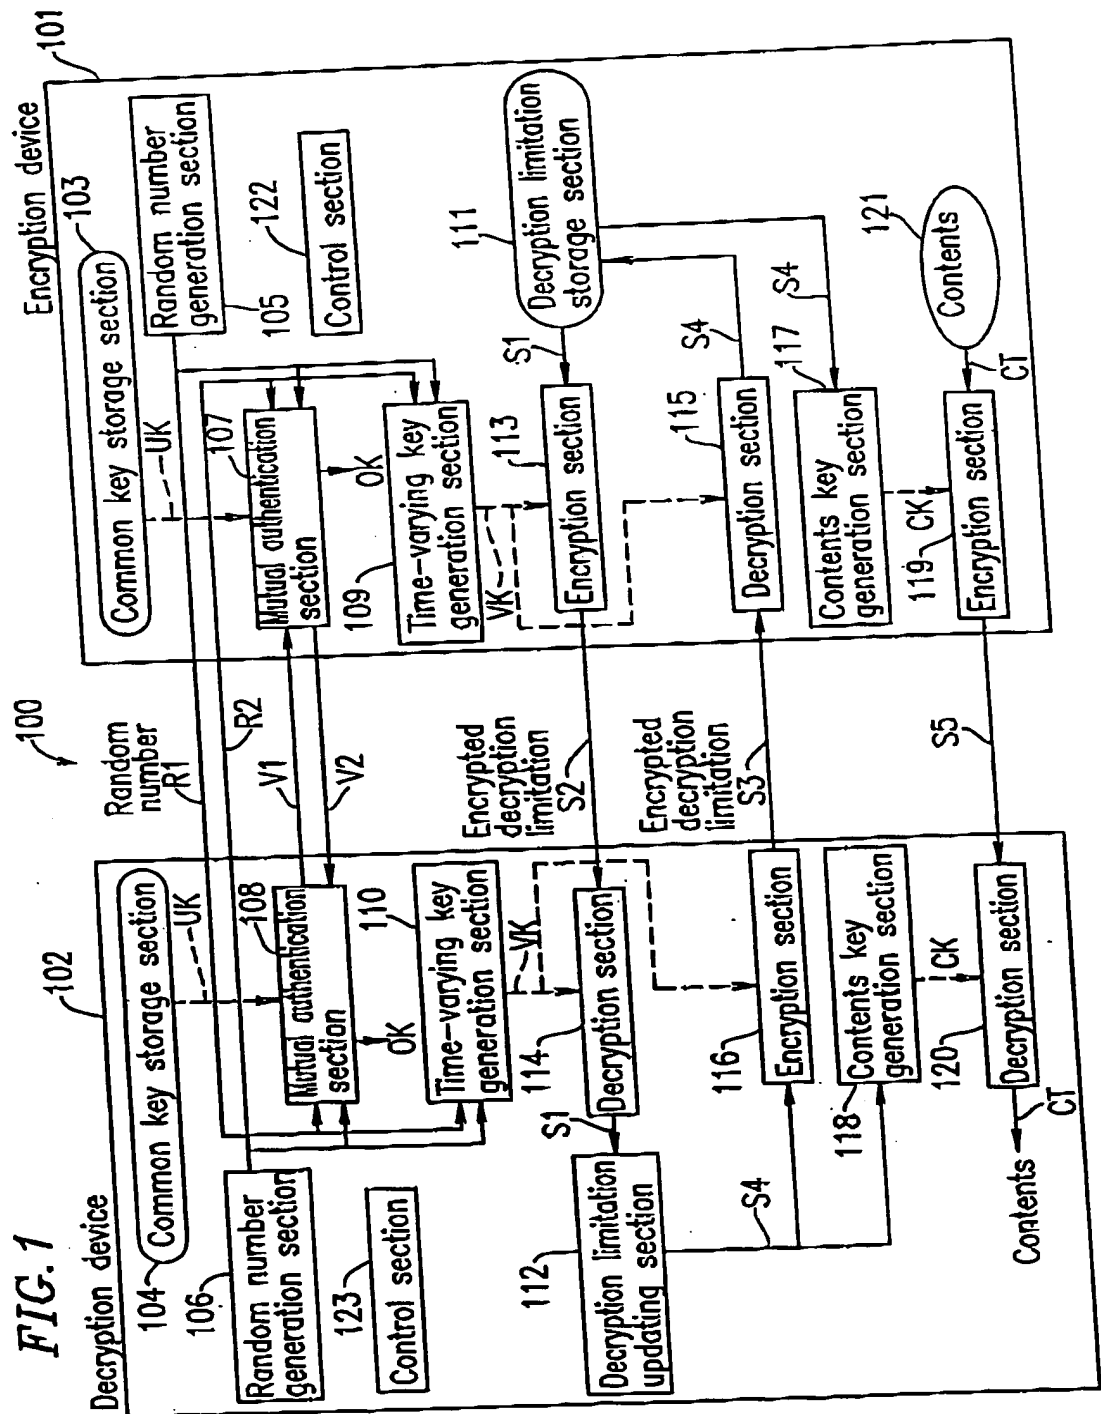 FIG.1
100
Decryption device
102
104
Common key storage section
UK
106
Random number
generation section
108
Mutual authentication
section
OK
123
Control section
110
Time-varying key
generation section
VK
114
Decryption section
S1
112
Decryption limitation
updating section
S4
116
Encryption section
118
Contents key
generation section
CK
120
Decryption section
CT
Contents
Random
number
R1
R2
V1
V2
Encrypted
decryption
limitation
S2
Encrypted
decryption
limitation
S3
S5
Encryption device
101
103
Common key storage section
UK
Random number
generation section
105
122
Control section
107
Mutual authentication
section
OK
109
Time-varying key
generation section
VK
113
Encryption section
S1
111
Decryption limitation
storage section
115
Decryption section
S4
117
S4
Contents key
generation section
CK
119
Encryption section
CT
121
Contents